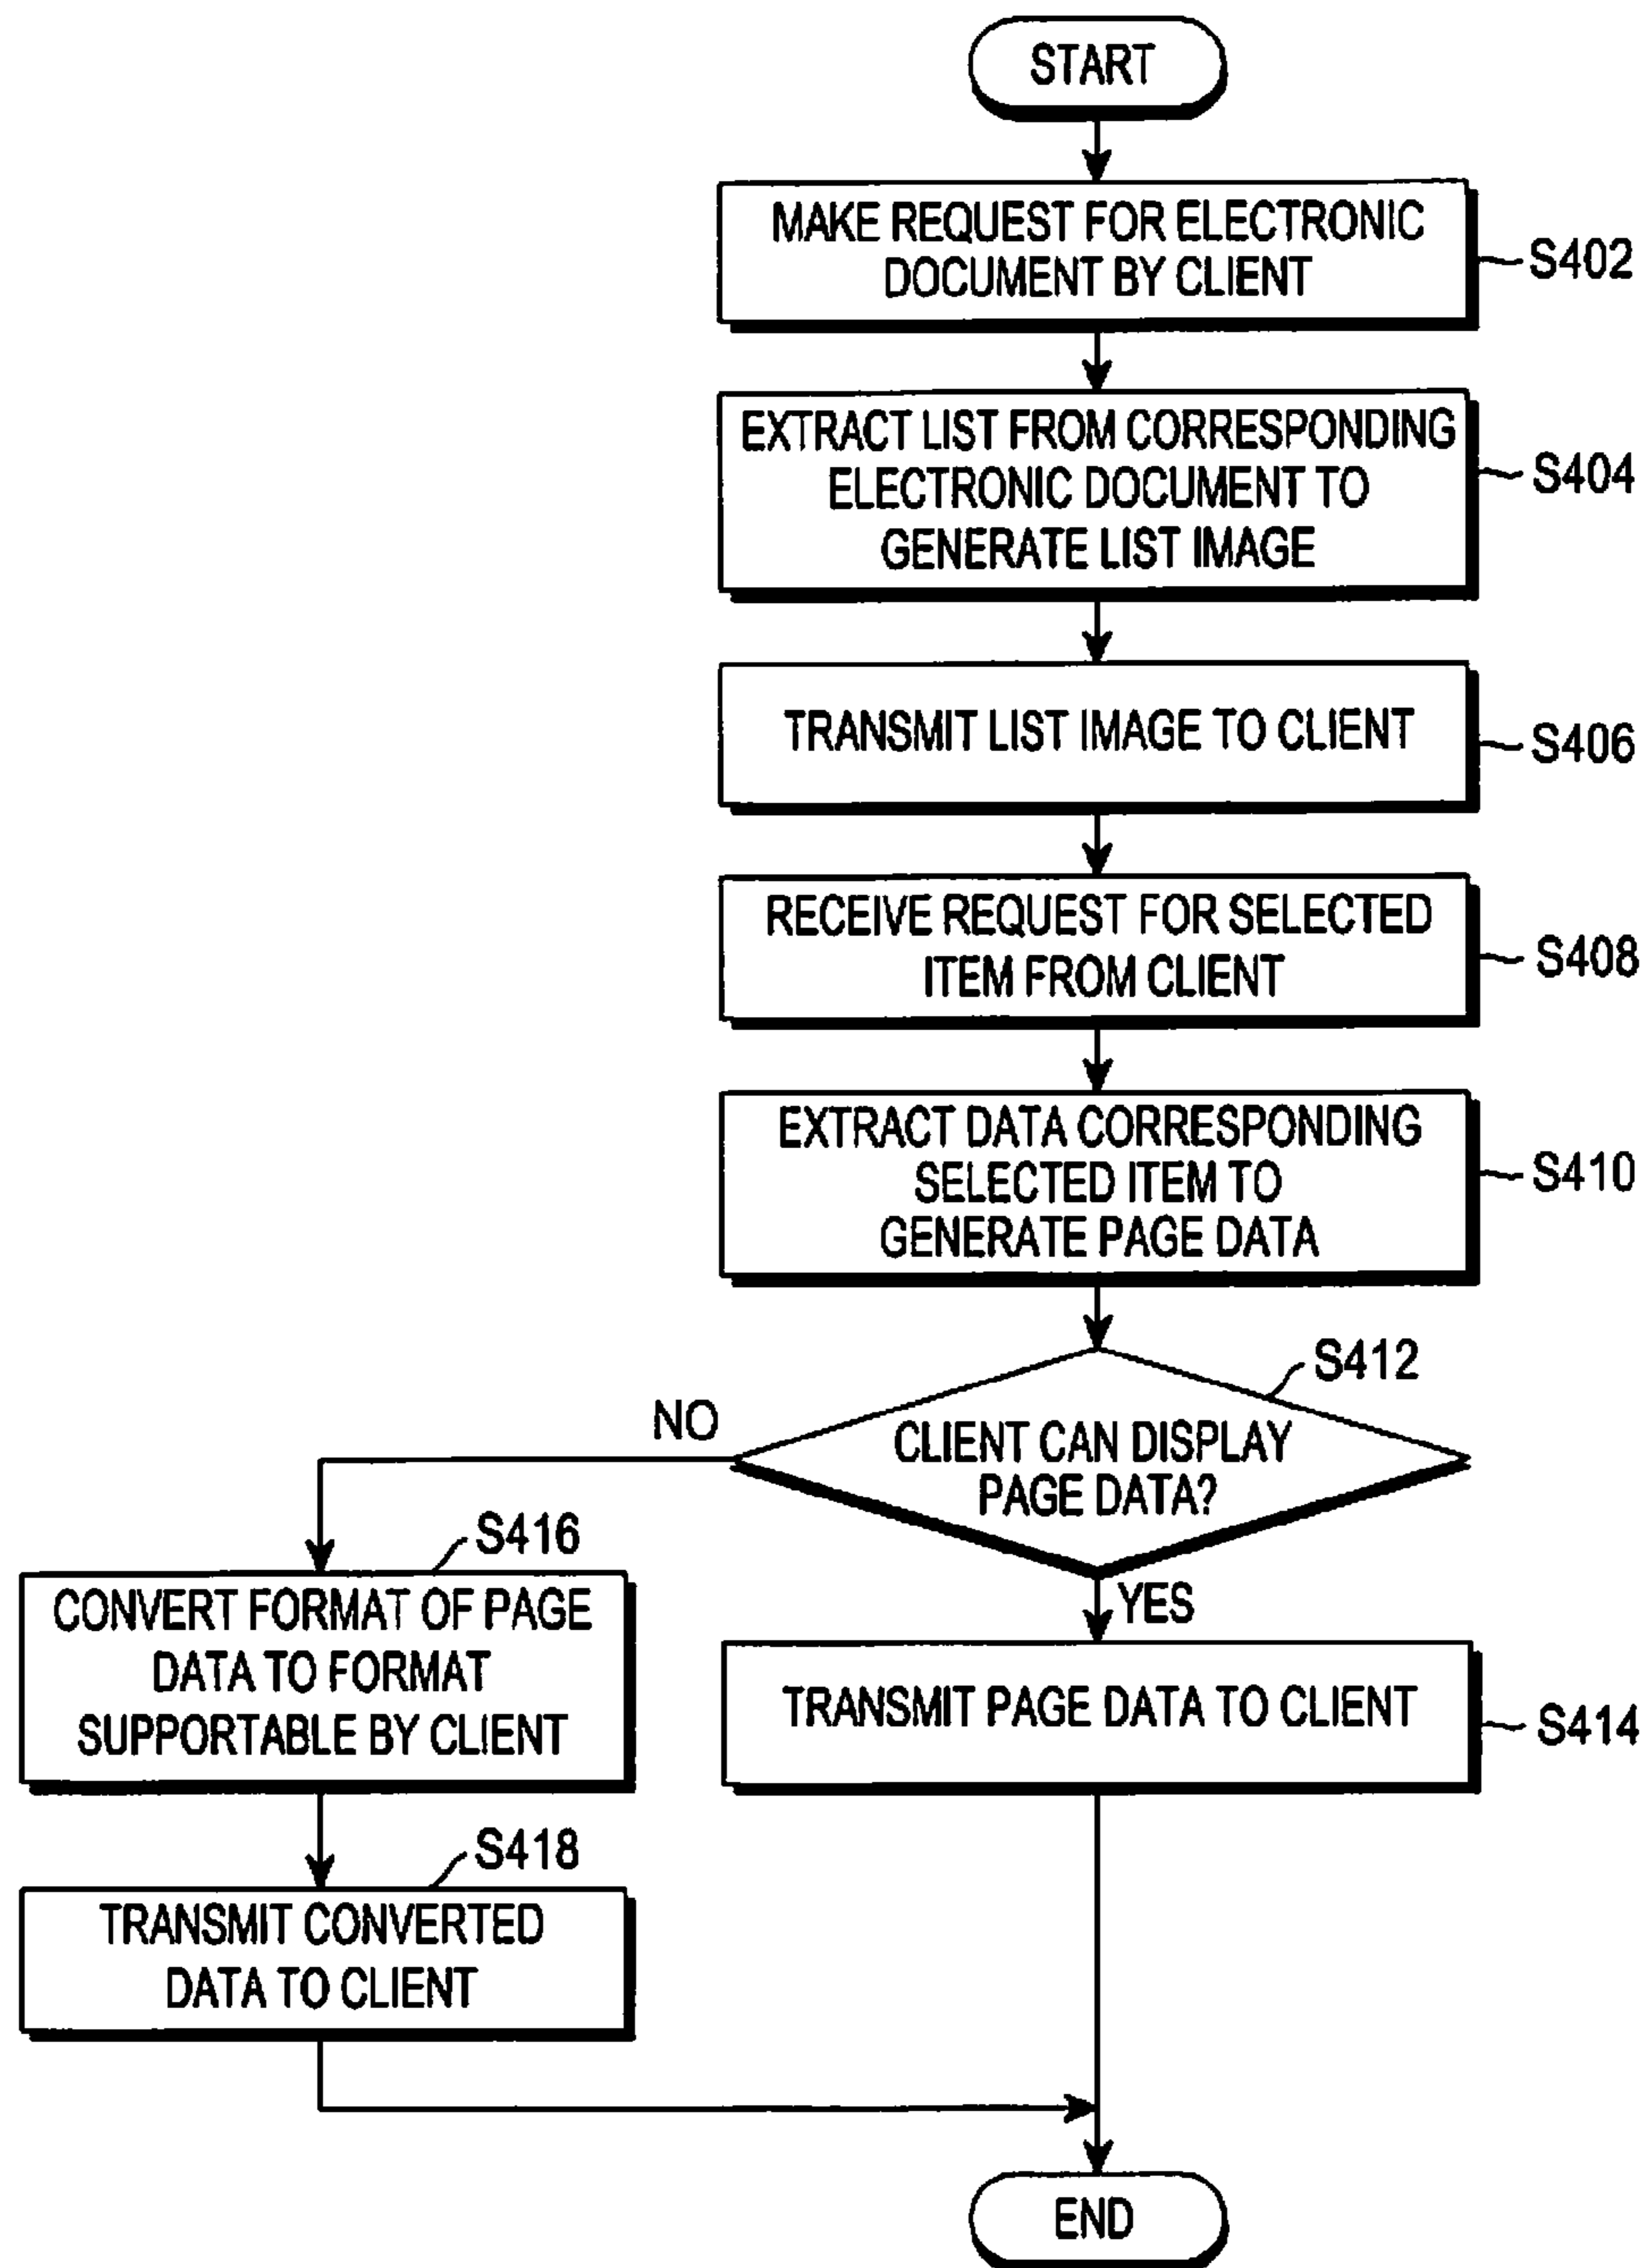 START
MAKE REQUEST FOR ELECTRONIC
DOCUMENT BY CLIENT
S402
EXTRACT LIST FROM CORRESPONDING
ELECTRONIC DOCUMENT TO
GENERATE LIST IMAGE
S404
TRANSMIT LIST IMAGE TO CLIENT
S406
RECEIVE REQUEST FOR SELECTED
ITEM FROM CLIENT
S408
EXTRACT DATA CORRESPONDING
SELECTED ITEM TO
GENERATE PAGE DATA
S410
S412
CLIENT CAN DISPLAY
PAGE DATA?
NO
YES
S416
CONVERT FORMAT OF PAGE
DATA TO FORMAT
SUPPORTABLE BY CLIENT
TRANSMIT PAGE DATA TO CLIENT
S414
S418
TRANSMIT CONVERTED
DATA TO CLIENT
END